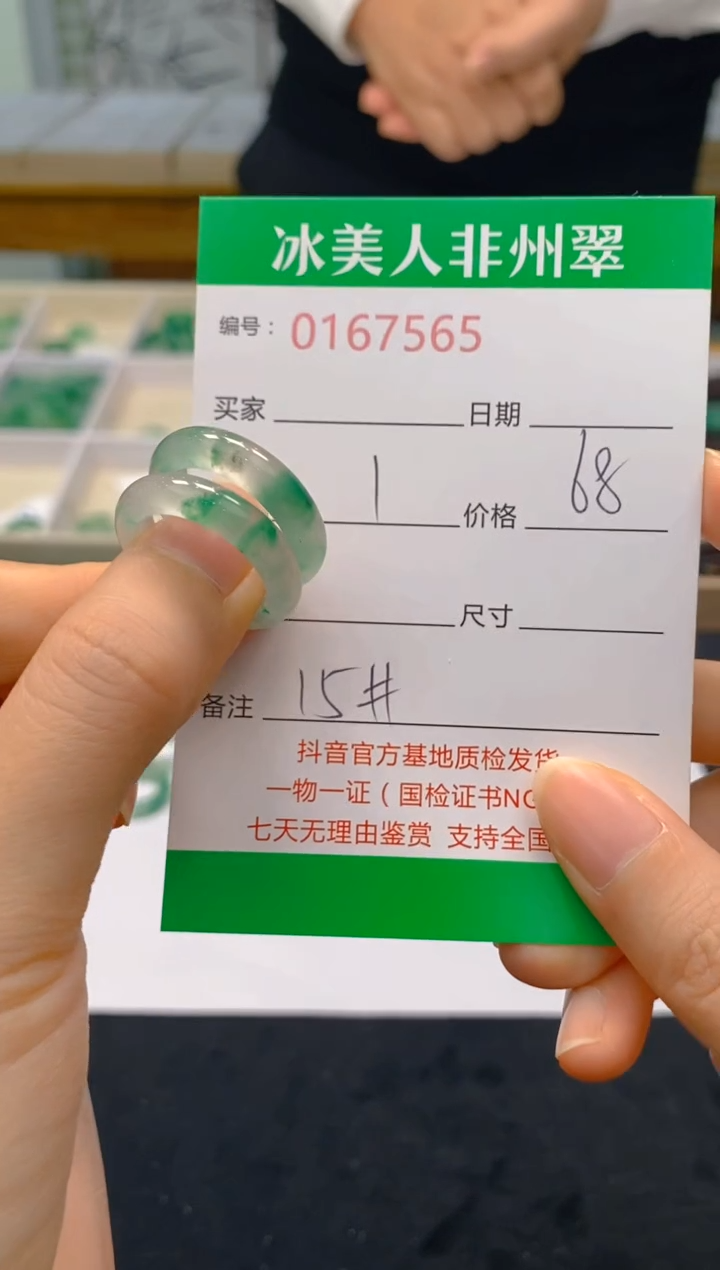 冰美人非州翠
编号：0167565
买家 日期
1 价格 68
尺寸
备注 15#
抖音官方基地质检发货
一物一证（国检证书NG
七天无理由鉴赏 支持全国